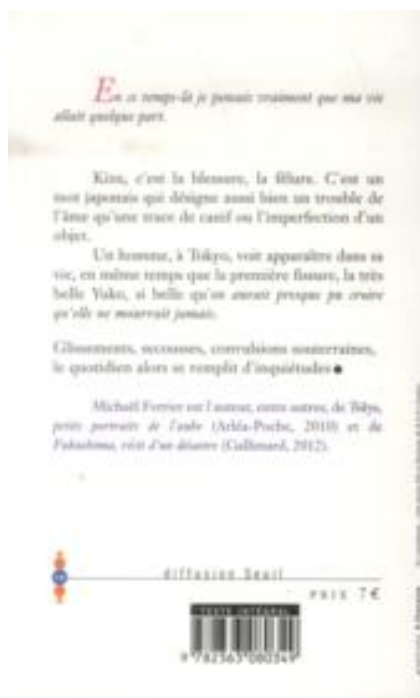 En ce temps-là je pensais vraiment que ma vie
allait quelque part.
Kizu, c'est la blessure, la fêlure. C'est un
mot japonais qui désigne aussi bien un trouble de
l'âme qu'une trace de canif ou l'imperfection d'un
objet.
Un homme, à Tokyo, voit apparaître dans sa
vie, en même temps que la première fissure, la très
belle Yuko, si belle qu'on aurait presque pu croire
qu'elle ne mourrait jamais.
Glissements, secousses, convulsions souterraines,
le quotidien alors se remplit d'inquiétudes
Michaël Ferrier est l'auteur, entre autres, de Tokyo,
petits portraits de l'aube (Arléa-Poche, 2010) et de
Fukushima, récit d'un désastre (Gallimard, 2012).
diffusion Seuil
PRIX 7€
TEXTE INTÉGRAL
9 782363 080349